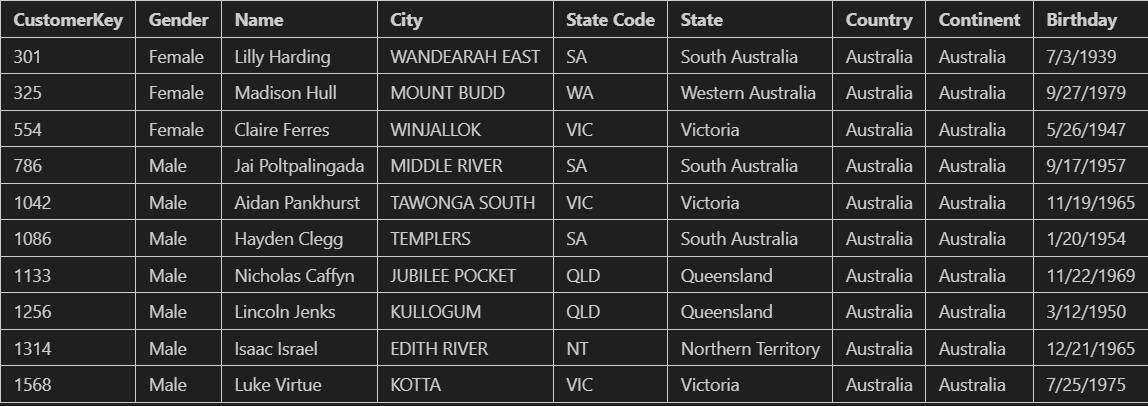 CustomerKey Gender Name City State Code State Country Continent Birthday
301 Female Lilly Harding WANDEARAH EAST SA South Australia Australia Australia 7/3/1939
325 Female Madison Hull MOUNT BUDD WA Western Australia Australia Australia 9/27/1979
554 Female Claire Ferres WINJALLOK VIC Victoria Australia Australia 5/26/1947
786 Male Jai Poltpalingada MIDDLE RIVER SA South Australia Australia Australia 9/17/1957
1042 Male Aidan Pankhurst TAWONGA SOUTH VIC Victoria Australia Australia 11/19/1965
1086 Male Hayden Clegg TEMPLERS SA South Australia Australia Australia 1/20/1954
1133 Male Nicholas Caffyn JUBILEE POCKET QLD Queensland Australia Australia 11/22/1969
1256 Male Lincoln Jenks KULLOGUM QLD Queensland Australia Australia 3/12/1950
1314 Male Isaac Israel EDITH RIVER NT Northern Territory Australia Australia 12/21/1965
1568 Male Luke Virtue KOTTA VIC Victoria Australia Australia 7/25/1975